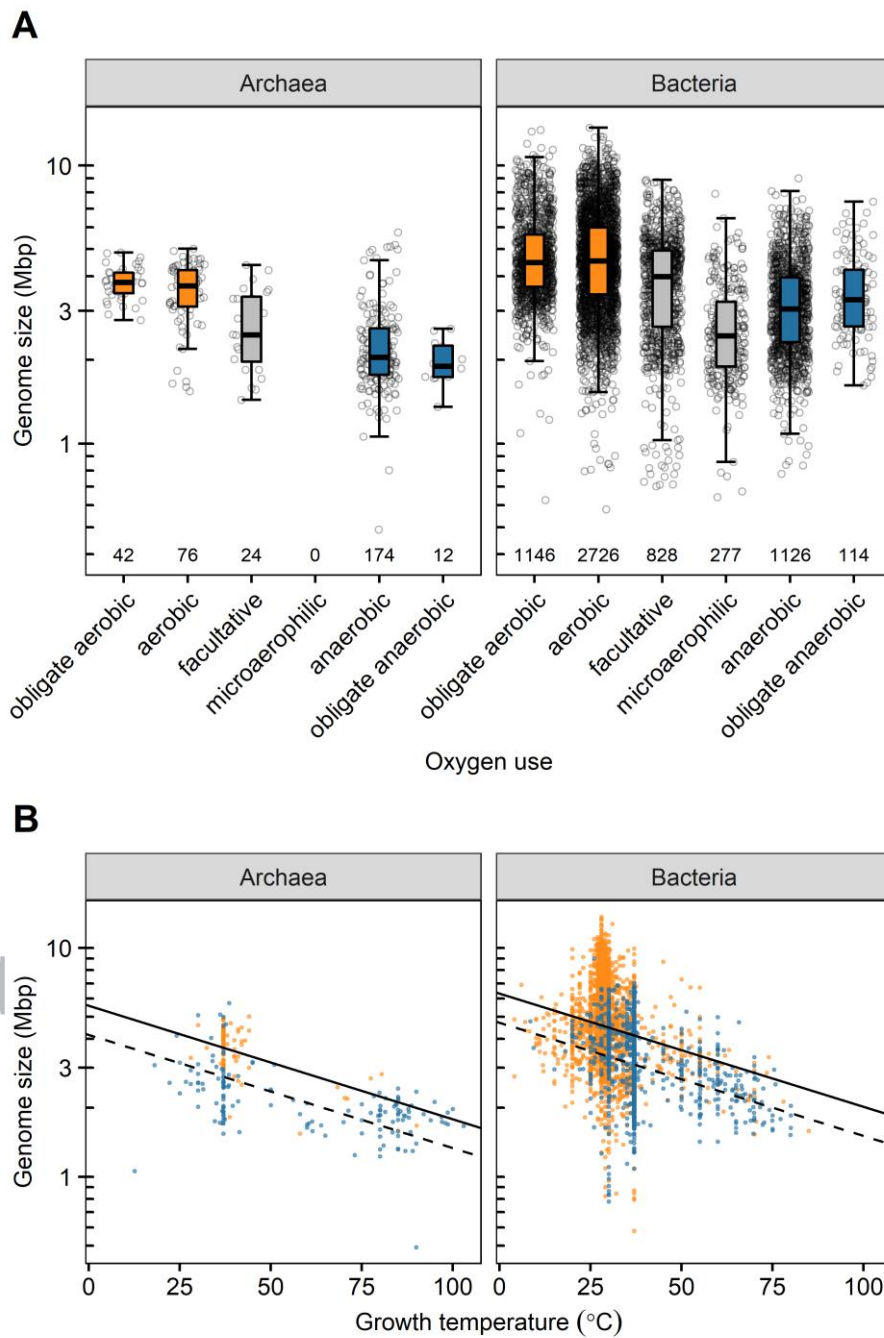 A
Archaea
Bacteria
Genome size (Mbp)
10
3
1
42 76 24 0 174 12
1146 2726 828 277 1126 114
obligate aerobic
aerobic
facultative
microaerophilic
anaerobic
obligate anaerobic
obligate aerobic
aerobic
facultative
microaerophilic
anaerobic
obligate anaerobic
Oxygen use
B
Archaea
Bacteria
Genome size (Mbp)
10
3
1
0 25 50 75 100
0 25 50 75 100
Growth temperature (°C)